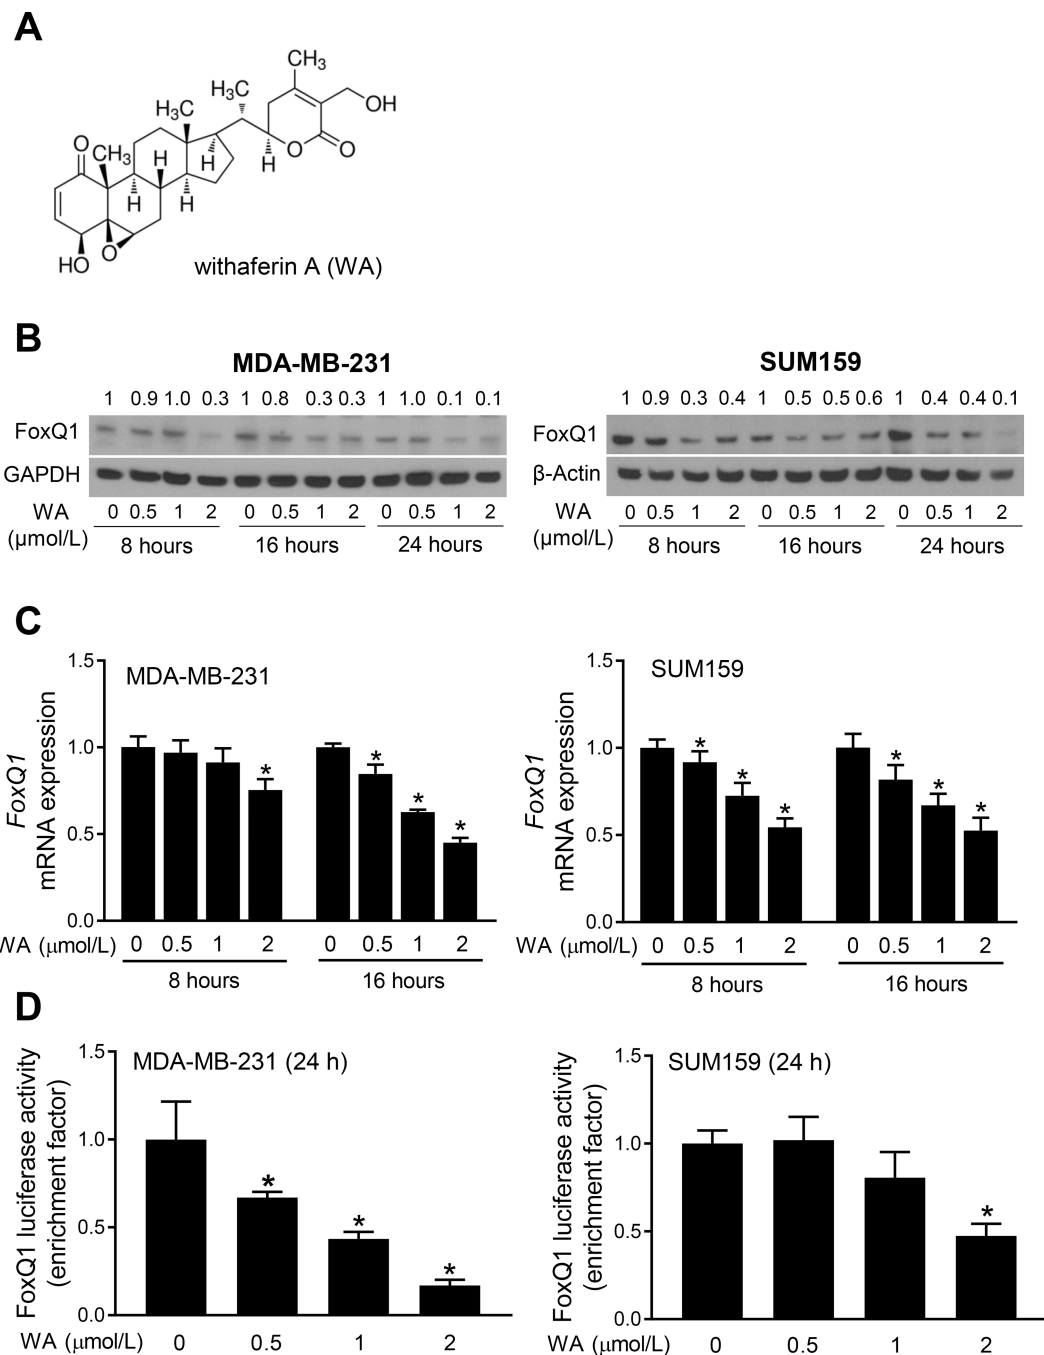 A
CH3
H3C
OH
H3C
O
CH3
H
H
O
O
H
H
H
HO
O
withaferin A (WA)
B
MDA-MB-231
1 0.9 1.0 0.3 1 0.8 0.3 0.3 1 1.0 0.1 0.1
FoxQ1
GAPDH
WA 0 0.5 1 2 0 0.5 1 2 0 0.5 1 2
(μmol/L) 8 hours 16 hours 24 hours
SUM159
1 0.9 0.3 0.4 1 0.5 0.5 0.6 1 0.4 0.4 0.1
FoxQ1
β-Actin
WA 0 0.5 1 2 0 0.5 1 2 0 0.5 1 2
(μmol/L) 8 hours 16 hours 24 hours
C
MDA-MB-231
FoxQ1
mRNA expression
1.5
1.0
0.5
0.0
* * * *
WA (μmol/L) 0 0.5 1 2 0 0.5 1 2
8 hours 16 hours
SUM159
FoxQ1
mRNA expression
1.5
1.0
0.5
0.0
* * * * * *
WA (μmol/L) 0 0.5 1 2 0 0.5 1 2
8 hours 16 hours
D
MDA-MB-231 (24 h)
FoxQ1 luciferase activity
(enrichment factor)
1.5
1.0
0.5
0.0
* * *
WA (μmol/L) 0 0.5 1 2
SUM159 (24 h)
FoxQ1 luciferase activity
(enrichment factor)
1.5
1.0
0.5
0.0
*
WA (μmol/L) 0 0.5 1 2